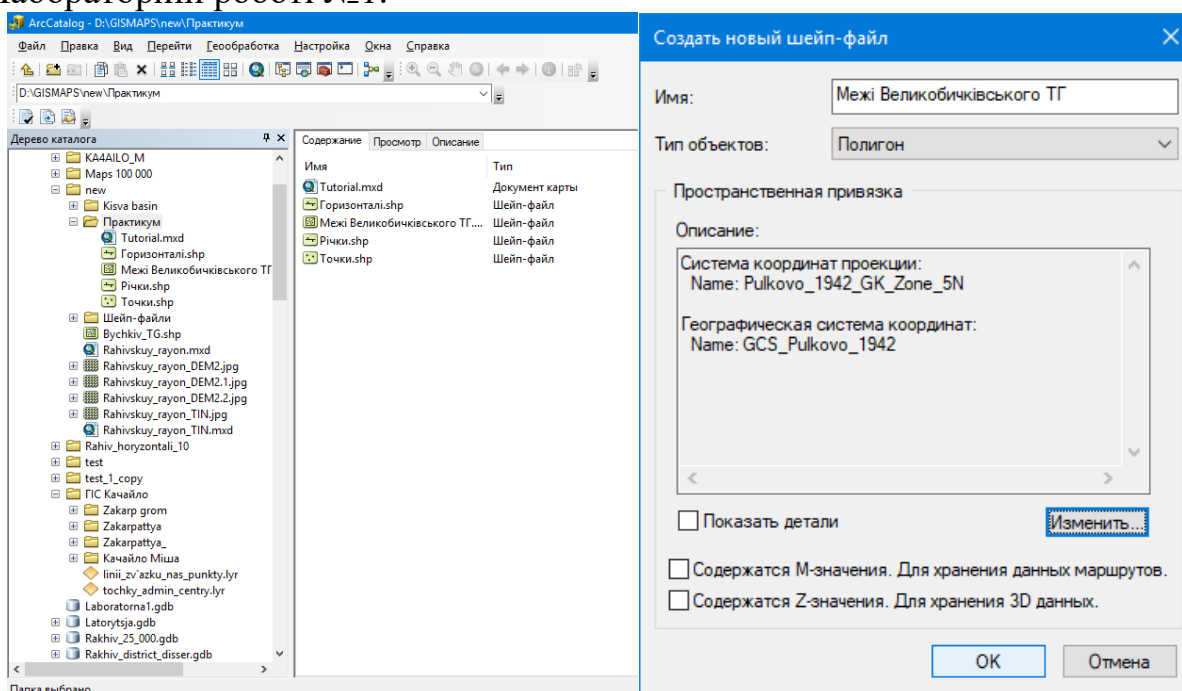 Лабораторній роботі №1.
ArcCatalog - D:\GISMAPS\new\Практикум
Файл Правка Вид Перейти Геообработка Настройка Окна Справка
D:\GISMAPS\new\Практикум
Дерево каталога
KA4AILO_M
Maps 100 000
new
Kisva basin
Практикум
Tutorial.mxd
Горизонталі.shp
Межі Великобичківського ТГ
Річки.shp
Точки.shp
Шейп-файли
Bychkiv_TG.shp
Rahivskuy_rayon.mxd
Rahivskuy_rayon_DEM2.jpg
Rahivskuy_rayon_DEM2.1.jpg
Rahivskuy_rayon_DEM2.2.jpg
Rahivskuy_rayon_TIN.jpg
Rahivskuy_rayon_TIN.mxd
Rahiv_horyzontali_10
test
test_1_copy
ГІС Качайло
Zakarp grom
Zakarpattya
Zakarpattya_
Качайло Міша
linii_zv`azku_nas_punkty.lyr
tochky_admin_centry.lyr
Laboratorna1.gdb
Latorytsja.gdb
Rakhiv_25_000.gdb
Rakhiv_district_disser.gdb
Папка выбрано
Содержание Просмотр Описание
Имя Тип
Tutorial.mxd Документ карты
Горизонталі.shp Шейп-файл
Межі Великобичківського ТГ.... Шейп-файл
Річки.shp Шейп-файл
Точки.shp Шейп-файл
Создать новый шейп-файл
Имя: Межі Великобичківського ТГ
Тип объектов: Полигон
Пространственная привязка
Описание:
Система координат проекции:
Name: Pulkovo_1942_GK_Zone_5N
Географическая система координат:
Name: GCS_Pulkovo_1942
Показать детали Изменить...
Содержатся М-значения. Для хранения данных маршрутов.
Содержатся Z-значения. Для хранения 3D данных.
OK Отмена